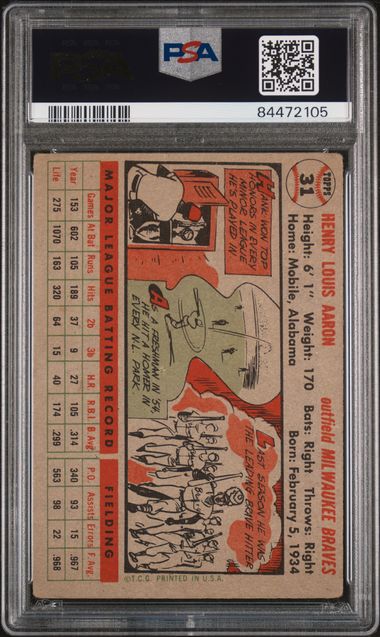 PSA
PSA
84472105
TOPPS
31
HENRY LOUIS AARON
outfield MILWAUKEE BRAVES
Height: 6' 1" Weight: 170 Bats: Right Throws: Right
Home: Mobile, Alabama Born: February 5, 1934
HANK WON TOP
HONORS IN EVERY
MINOR LEAGUE
HE'S PLAYED IN
AS A FRESHMAN IN '54,
HE HIT A HOMER IN
EVERY N.L. PARK
LAST SEASON HE WAS
THE LEADING BRAVE HITTER
MAJOR LEAGUE BATTING RECORD FIELDING
Games At Bat Runs Hits 2b 3b H.R. R.B.I. B. Avg. P.O. Assists Errors F. Avg.
Year 153 602 105 189 37 9 27 106 .314 340 93 15 .967
Life 275 1070 163 320 64 15 40 174 .299 563 98 22 .968
©T.C.G. PRINTED IN U.S.A.